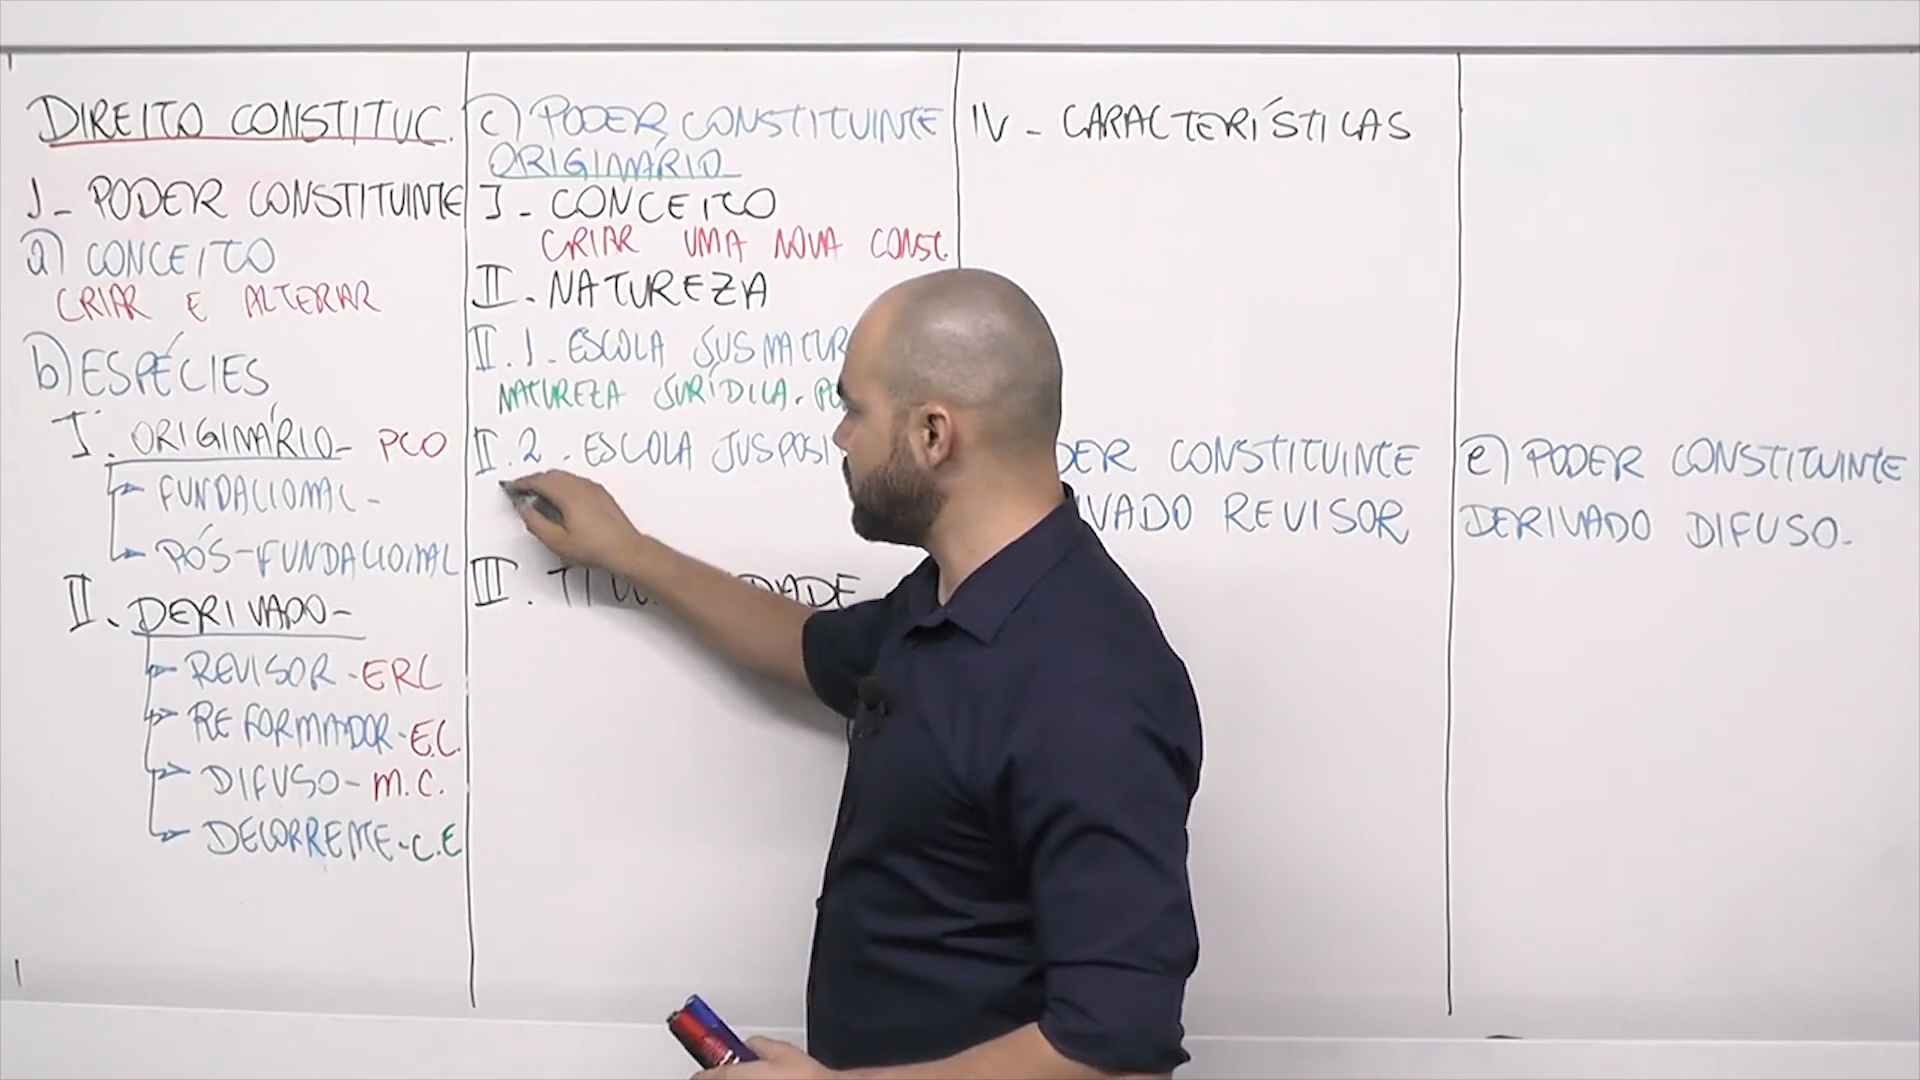 DIREITO CONSTITUC.
I - PODER CONSTITUINTE
a) CONCEITO
CRIAR E ALTERAR
b) ESPÉCIES
I. ORIGINÁRIO - PCO
FUNDACIONAL -
PÓS-FUNDACIONAL
II. DERIVADO -
REVISOR - ERC
REFORMADOR - E.C.
DIFUSO - M.C.
DECORRENTE - C.E
c) PODER CONSTITUINTE
ORIGINÁRIO
I - CONCEITO
CRIAR UMA NOVA CONST.
II - NATUREZA
II.1 - ESCOLA JUSNATUR
NATUREZA JURÍDICA.
II.2 - ESCOLA JUSPOSI
III.
IV - CARACTERÍSTICAS
DER CONSTITUINTE
IVADO REVISOR
e) PODER CONSTITUINTE
DERIVADO DIFUSO.